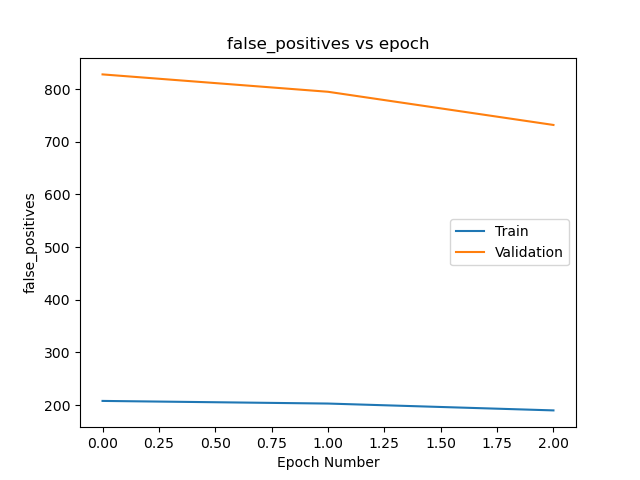 false_positives vs epoch
false_positives
800
700
600
500
400
300
200
Train
Validation
0.00 0.25 0.50 0.75 1.00 1.25 1.50 1.75 2.00
Epoch Number